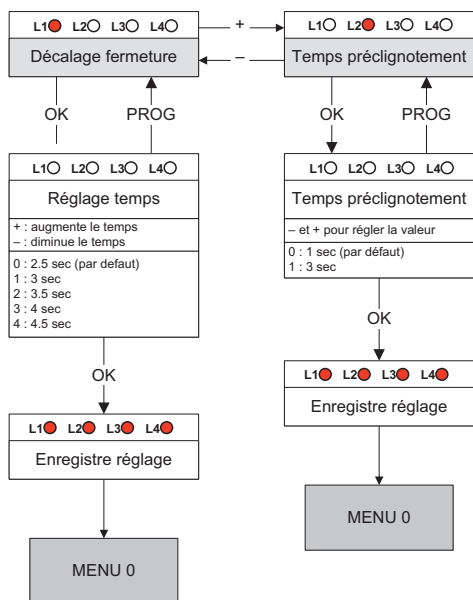 L1 L2 L3 L4
Décalage fermeture
OK
PROG
L1 L2 L3 L4
Réglage temps
+ : augmente le temps
– : diminue le temps
0 : 2.5 sec (par defaut)
1 : 3 sec
2 : 3.5 sec
3 : 4 sec
4 : 4.5 sec
OK
L1 L2 L3 L4
Enregistre réglage
MENU 0
+
–
L1 L2 L3 L4
Temps préclignotement
OK
PROG
L1 L2 L3 L4
Temps préclignotement
– et + pour régler la valeur
0 : 1 sec (par défaut)
1 : 3 sec
OK
L1 L2 L3 L4
Enregistre réglage
MENU 0